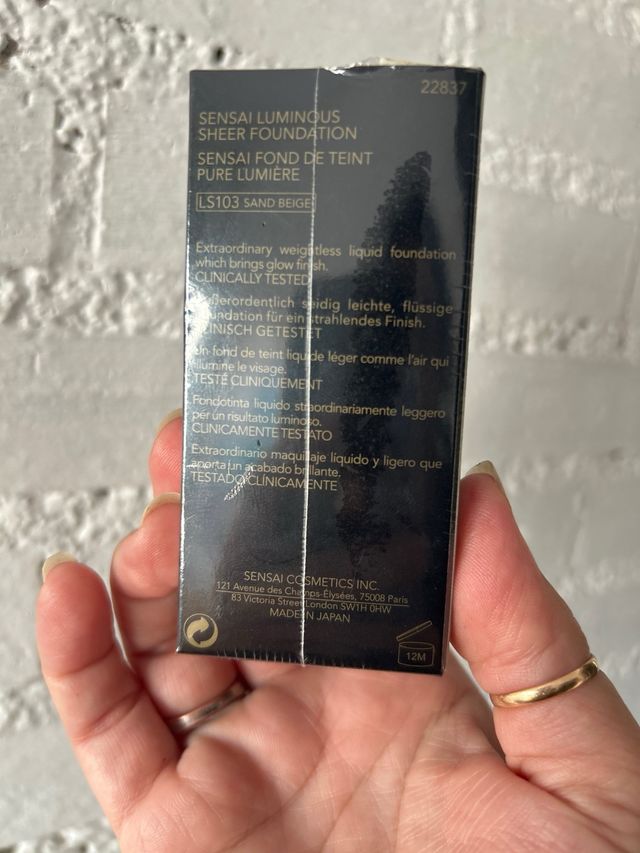 22837
SENSAI LUMINOUS
SHEER FOUNDATION
SENSAI FOND DE TEINT
PURE LUMIÈRE
LS103 SAND BEIGE
Extraordinary weightless liquid foundation
which brings glow finish.
CLINICALLY TESTED
seidig leichte, flüssige
für ein strahlendes Finish.
GETESTET
Un fond de teint liquide léger comme l'air qui
illumine le visage.
TESTÉ CLINIQUEMENT
Fondotinta liquido straordinariamente leggero
per un risultato luminoso.
CLINICAMENTE TESTATO
Extraordinario maquillaje líquido y ligero que
aporta un acabado brillante.
TESTADO CLÍNICAMENTE
SENSAI COSMETICS INC.
121 Avenue des Champs-Élysées, 75008 Paris
83 Victoria Street London SW1H 0HW
MADE IN JAPAN
12M